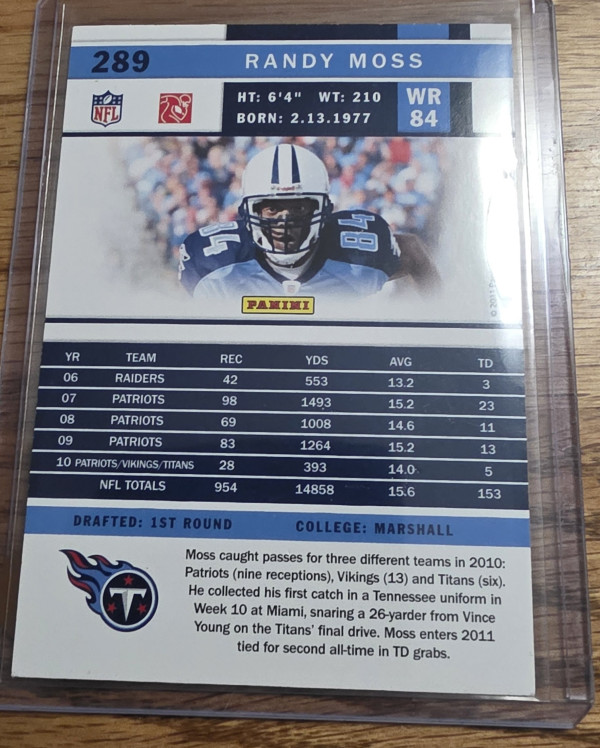 289 RANDY MOSS
NFL
HT: 6'4" WT: 210 WR
BORN: 2.13.1977 84
84 84
PANINI
© 2011
YR TEAM REC YDS AVG TD
06 RAIDERS 42 553 13.2 3
07 PATRIOTS 98 1493 15.2 23
08 PATRIOTS 69 1008 14.6 11
09 PATRIOTS 83 1264 15.2 13
10 PATRIOTS/VIKINGS/TITANS 28 393 14.0 5
NFL TOTALS 954 14858 15.6 153
DRAFTED: 1ST ROUND COLLEGE: MARSHALL
Moss caught passes for three different teams in 2010:
Patriots (nine receptions), Vikings (13) and Titans (six).
He collected his first catch in a Tennessee uniform in
Week 10 at Miami, snaring a 26-yarder from Vince
Young on the Titans' final drive. Moss enters 2011
tied for second all-time in TD grabs.
T